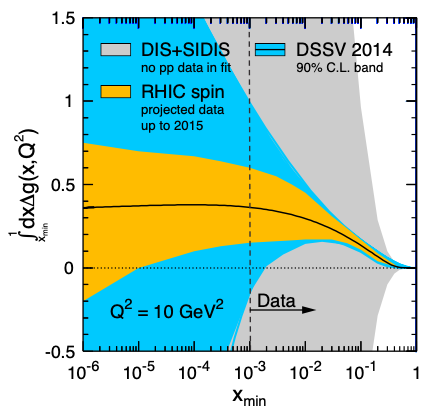 1.5
1
0.5
0
-0.5
∫ 1 xmin dxΔg(x,Q²)
DIS+SIDIS
no pp data in fit
DSSV 2014
90% C.L. band
RHIC spin
projected data
up to 2015
Q² = 10 GeV²
Data
10⁻⁶ 10⁻⁵ 10⁻⁴ 10⁻³ 10⁻² 10⁻¹ 1
xmin